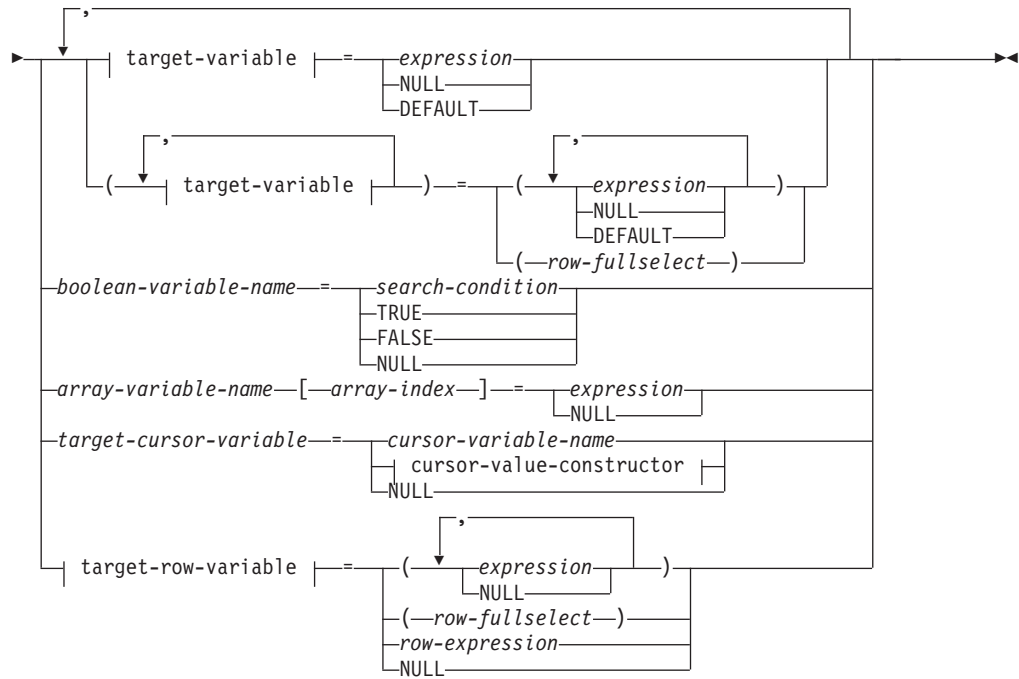 ,
target-variable = expression
NULL
DEFAULT
, ,
( target-variable ) = ( expression )
NULL
DEFAULT
( row-fullselect )
boolean-variable-name = search-condition
TRUE
FALSE
NULL
array-variable-name [ array-index ] = expression
NULL
target-cursor-variable = cursor-variable-name
cursor-value-constructor
NULL
,
target-row-variable = ( expression )
NULL
( row-fullselect )
row-expression
NULL